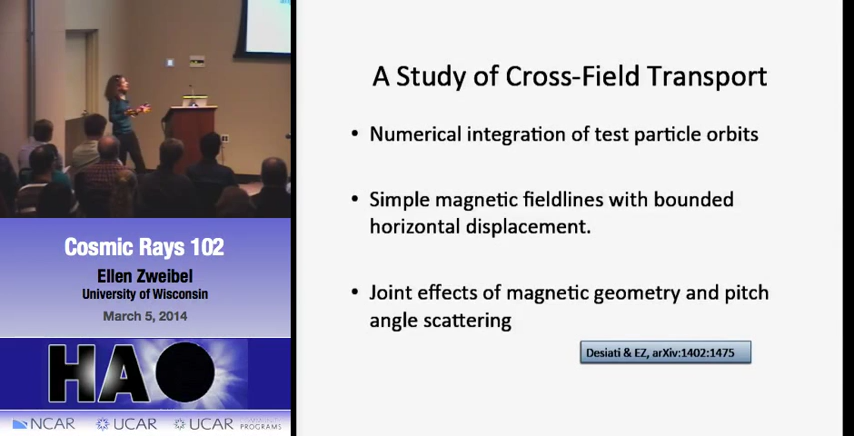 Cosmic Rays 102
Ellen Zweibel
University of Wisconsin
March 5, 2014
HAO
NCAR
UCAR
UCAR
PROGRAMS
A Study of Cross-Field Transport
• Numerical integration of test particle orbits
• Simple magnetic fieldlines with bounded
horizontal displacement.
• Joint effects of magnetic geometry and pitch
angle scattering
Desiati & EZ, arXiv:1402:1475